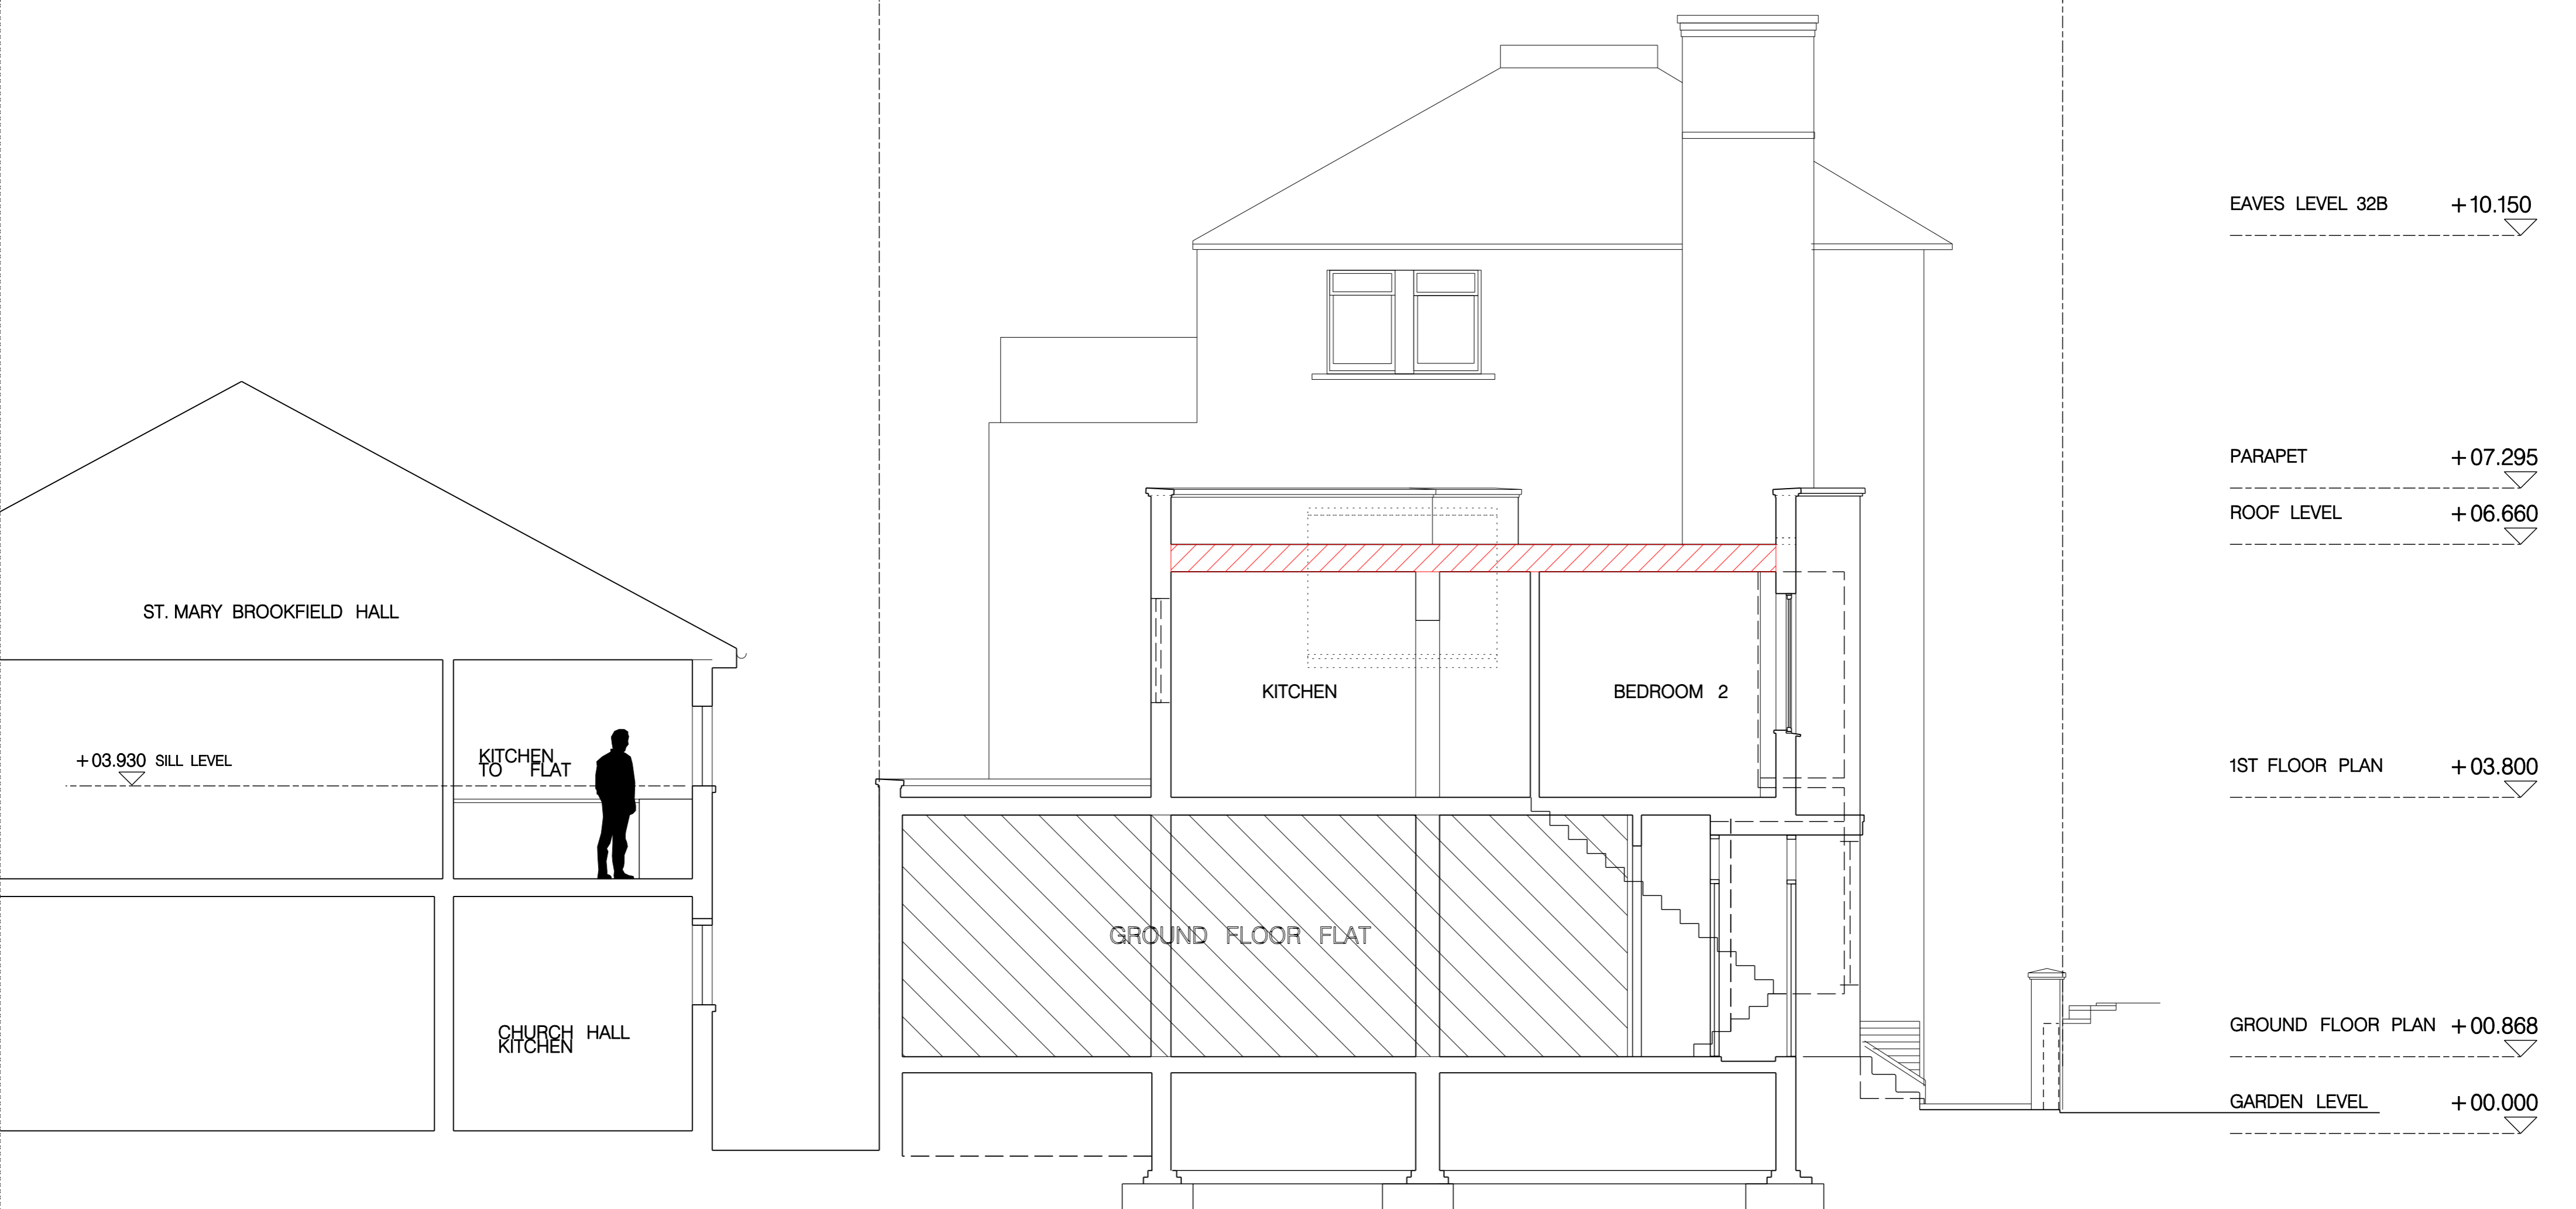 EAVES LEVEL 32B +10.150
PARAPET +07.295
ROOF LEVEL +06.660
ST. MARY BROOKFIELD HALL
KITCHEN
BEDROOM 2
+03.930 SILL LEVEL
KITCHEN
TO FLAT
1ST FLOOR PLAN +03.800
GROUND FLOOR FLAT
CHURCH HALL
KITCHEN
GROUND FLOOR PLAN +00.868
GARDEN LEVEL +00.000